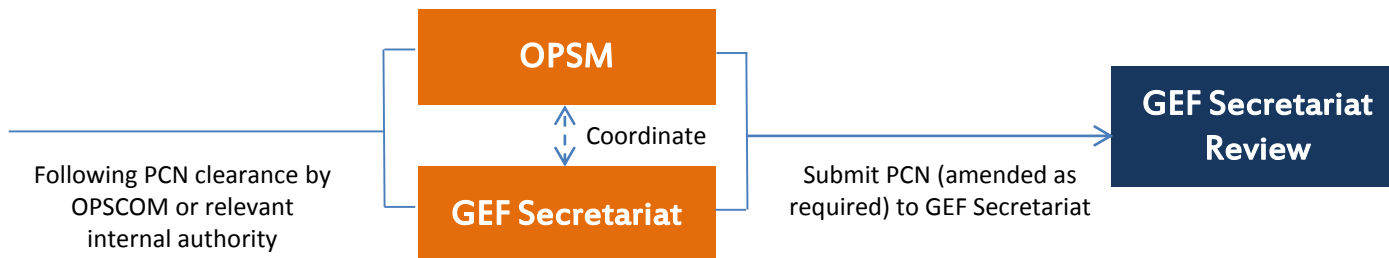 Following PCN clearance by
OPSCOM or relevant
internal authority
OPSM
Coordinate
GEF Secretariat
Submit PCN (amended as
required) to GEF Secretariat
GEF Secretariat
Review